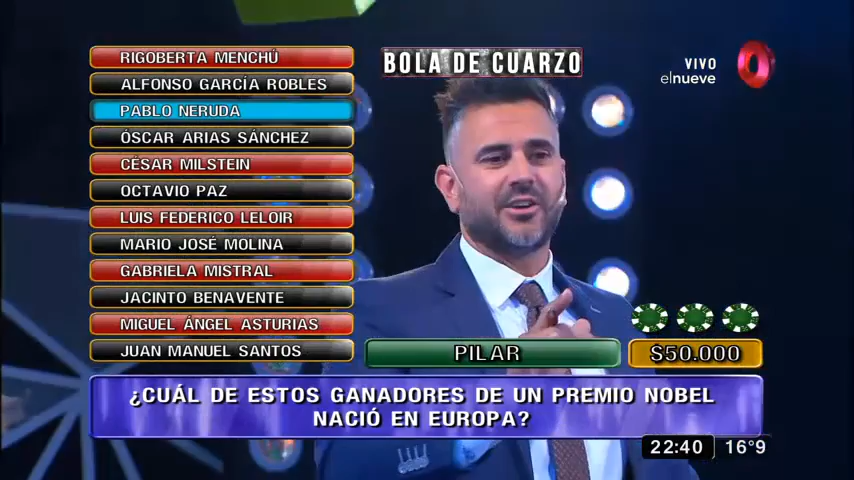 RIGOBERTA MENCHÚ
ALFONSO GARCÍA ROBLES
PABLO NERUDA
ÓSCAR ARIAS SÁNCHEZ
CÉSAR MILSTEIN
OCTAVIO PAZ
LUIS FEDERICO LELOIR
MARIO JOSÉ MOLINA
GABRIELA MISTRAL
JACINTO BENAVENTE
MIGUEL ÁNGEL ASTURIAS
JUAN MANUEL SANTOS
BOLA DE CUARZO
VIVO
elnueve
PILAR
$50.000
¿CUÁL DE ESTOS GANADORES DE UN PREMIO NOBEL
NACIÓ EN EUROPA?
22:40 16°9